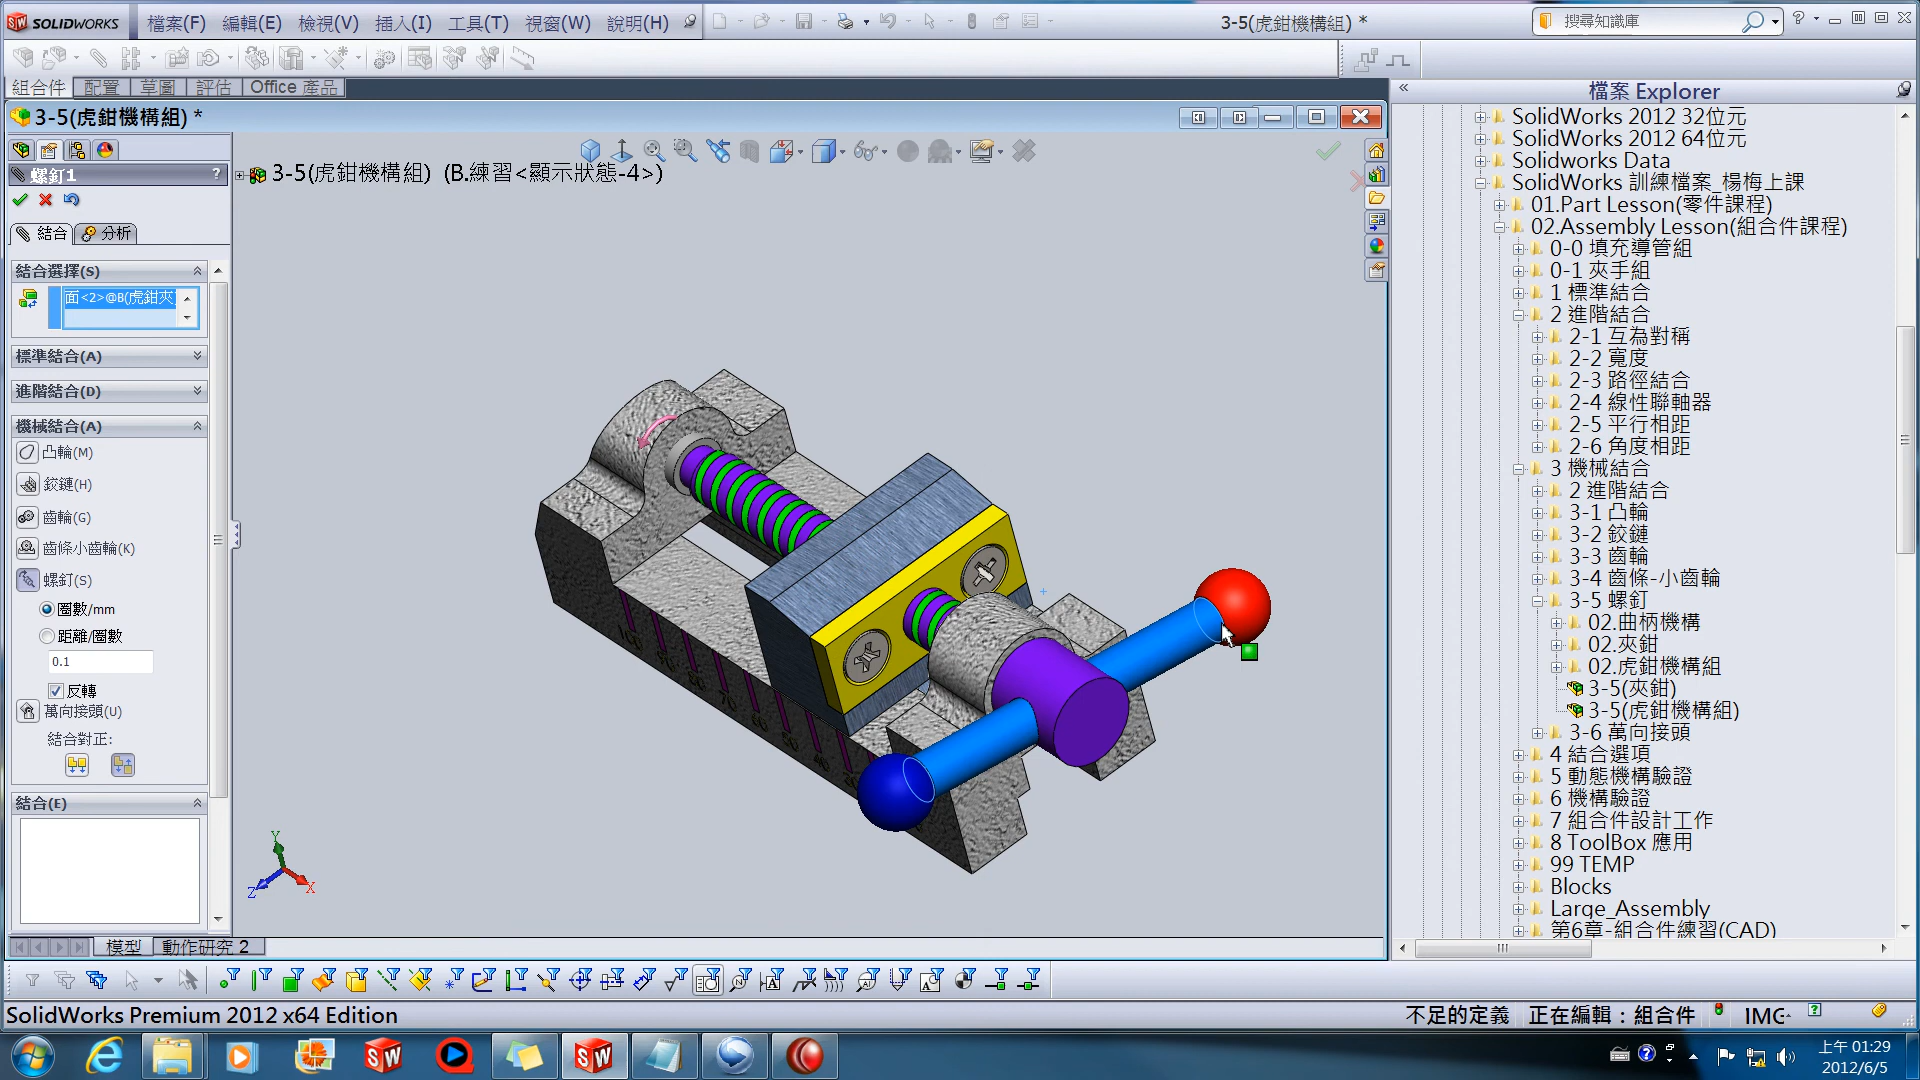 SOLIDWORKS 檔案(F) 編輯(E) 檢視(V) 插入(I) 工具(T) 視窗(W) 說明(H) 3-5(虎鉗機構組) * 搜尋知識庫
組合件 配置 草圖 評估 Office 產品
檔案 Explorer
3-5(虎鉗機構組) *
3-5(虎鉗機構組) (B.練習<顯示狀態-4>)
螺釘1 ?
結合 分析
結合選擇(S)
面<2>@B(虎鉗夾
標準結合(A)
進階結合(D)
機械結合(A)
凸輪(M)
鉸鏈(H)
齒輪(G)
齒條小齒輪(K)
螺釘(S)
圈數/mm
距離/圈數
0.1
反轉
萬向接頭(U)
結合對正:
結合(E)
模型 動作研究 2
Y
X
Z
70
50
40
SolidWorks 2012 32位元
SolidWorks 2012 64位元
Solidworks Data
SolidWorks 訓練檔案_楊梅上課
01.Part Lesson(零件課程)
02.Assembly Lesson(組合件課程)
0-0 填充導管組
0-1 夾手組
1 標準結合
2 進階結合
2-1 互為對稱
2-2 寬度
2-3 路徑結合
2-4 線性聯軸器
2-5 平行相距
2-6 角度相距
3 機械結合
2 進階結合
3-1 凸輪
3-2 鉸鏈
3-3 齒輪
3-4 齒條-小齒輪
3-5 螺釘
02.曲柄機構
02.夾鉗
02.虎鉗機構組
3-5(夾鉗)
3-5(虎鉗機構組)
3-6 萬向接頭
4 結合選項
5 動態機構驗證
6 機構驗證
7 組合件設計工作
8 ToolBox 應用
99 TEMP
Blocks
Large_Assembly
第6章-組合件練習(CAD)
SolidWorks Premium 2012 x64 Edition
不足的定義 正在編輯：組合件 IMG
上午 01:29
2012/6/5